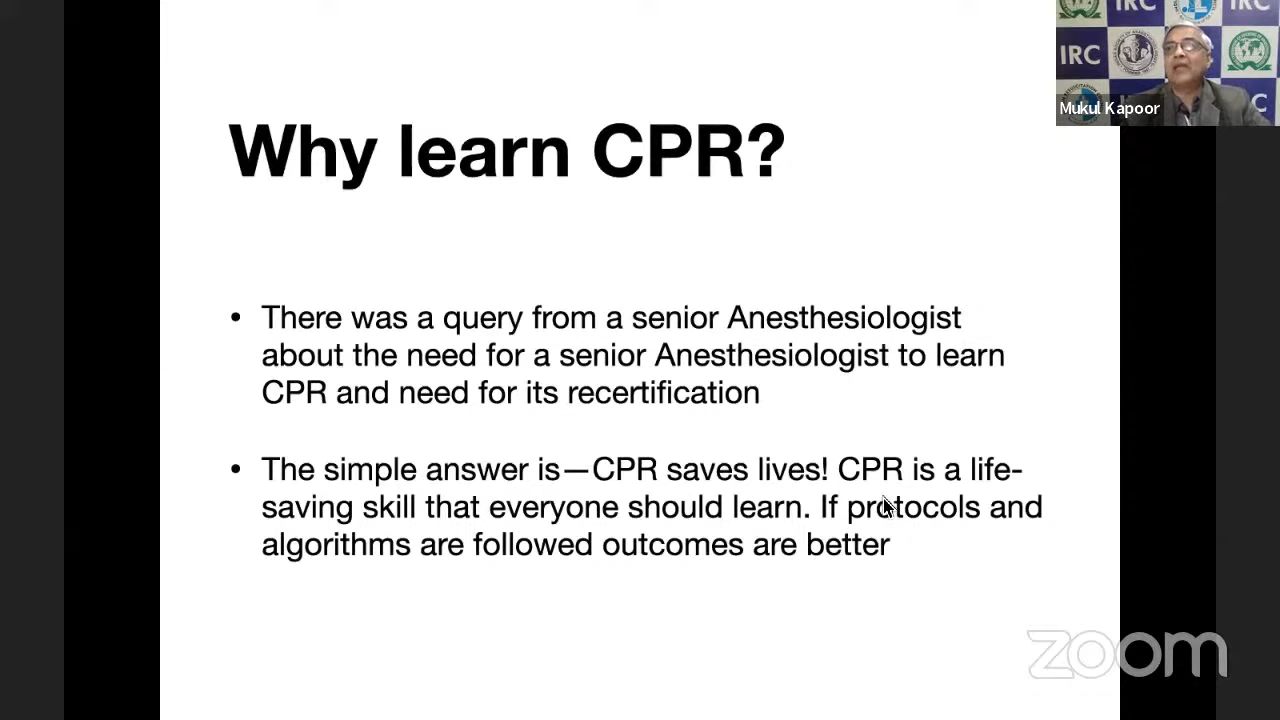 IRC
IRC
IRC
C
Mukul Kapoor
Why learn CPR?
• There was a query from a senior Anesthesiologist
about the need for a senior Anesthesiologist to learn
CPR and need for its recertification
• The simple answer is—CPR saves lives! CPR is a life-
saving skill that everyone should learn. If protocols and
algorithms are followed outcomes are better
zoom